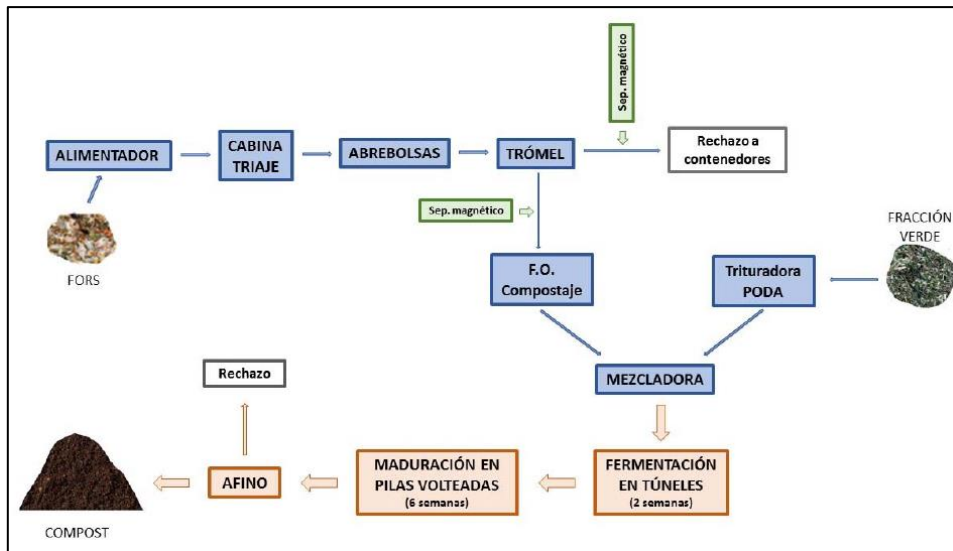 Sep. magnético
ALIMENTADOR
CABINA
TRIAJE
ABREBOLSAS
TRÓMEL
Rechazo a
contenedores
Sep. magnético
FORS
FRACCIÓN
VERDE
F.O.
Compostaje
Trituradora
PODA
MEZCLADORA
Rechazo
COMPOST
AFINO
MADURACIÓN EN
PILAS VOLTEADAS
(6 semanas)
FERMENTACIÓN
EN TÚNELES
(2 semanas)